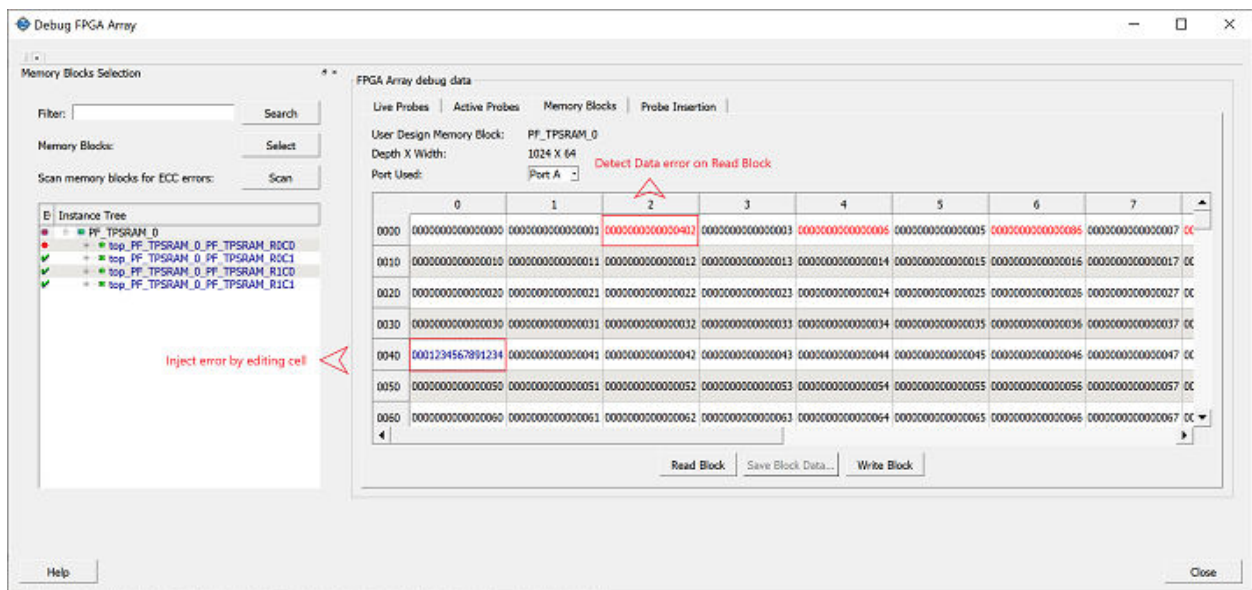 Debug FPGA Array
Memory Blocks Selection
Filter:
Search
Memory Blocks:
Select
Scan memory blocks for ECC errors:
Scan
E Instance Tree
PF_TPSRAM_0
top_PF_TPSRAM_0_PF_TPSRAM_R0C0
top_PF_TPSRAM_0_PF_TPSRAM_R0C1
top_PF_TPSRAM_0_PF_TPSRAM_R1C0
top_PF_TPSRAM_0_PF_TPSRAM_R1C1
Inject error by editing cell
FPGA Array debug data
Live Probes Active Probes Memory Blocks Probe Insertion
User Design Memory Block: PF_TPSRAM_0
Depth X Width: 1024 X 64
Port Used: Port A
Detect Data error on Read Block
0 1 2 3 4 5 6 7
0000 0000000000000000 0000000000000001 0000000000000402 0000000000000003 0000000000000006 0000000000000005 0000000000000086 0000000000000007 00
0010 0000000000000010 0000000000000011 0000000000000012 0000000000000013 0000000000000014 0000000000000015 0000000000000016 0000000000000017 00
0020 0000000000000020 0000000000000021 0000000000000022 0000000000000023 0000000000000024 0000000000000025 0000000000000026 0000000000000027 00
0030 0000000000000030 0000000000000031 0000000000000032 0000000000000033 0000000000000034 0000000000000035 0000000000000036 0000000000000037 00
0040 0001234567891234 0000000000000041 0000000000000042 0000000000000043 0000000000000044 0000000000000045 0000000000000046 0000000000000047 00
0050 0000000000000050 0000000000000051 0000000000000052 0000000000000053 0000000000000054 0000000000000055 0000000000000056 0000000000000057 00
0060 0000000000000060 0000000000000061 0000000000000062 0000000000000063 0000000000000064 0000000000000065 0000000000000066 0000000000000067 00
Read Block Save Block Data... Write Block
Help
Close